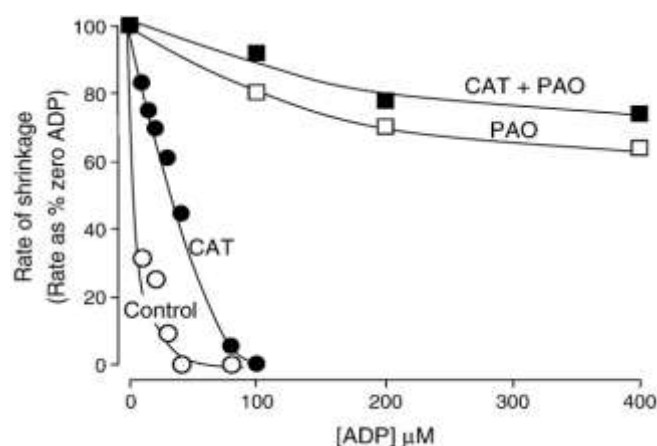 100
80
60
40
20
0
Rate of shrinkage
(Rate as % zero ADP)
CAT + PAO
PAO
CAT
Control
0
100
200
300
400
[ADP] μM